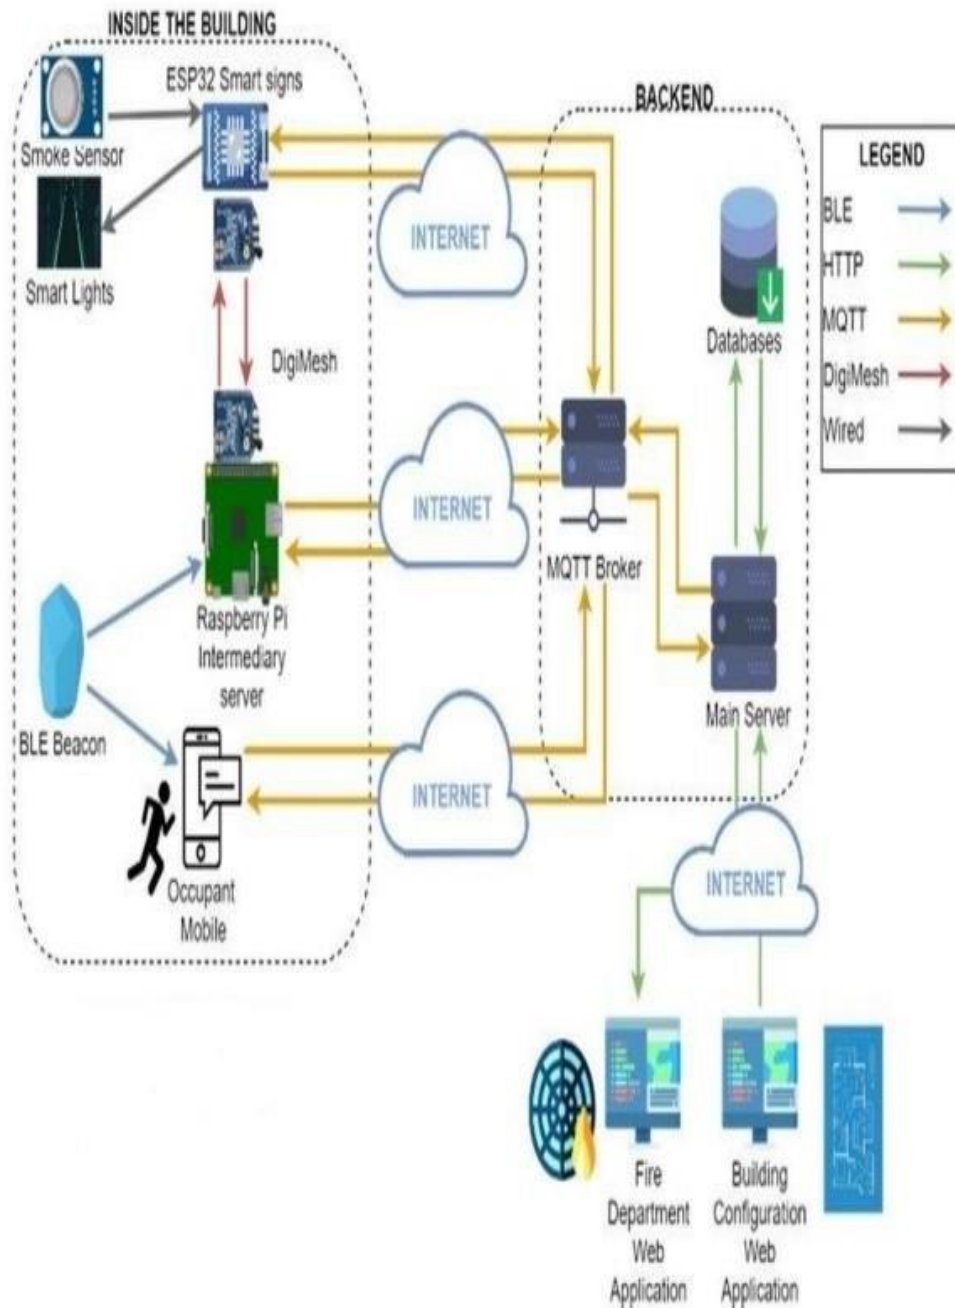 INSIDE THE BUILDING
ESP32 Smart signs
Smoke Sensor
Smart Lights
DigiMesh
Raspberry Pi
Intermediary
server
BLE Beacon
Occupant
Mobile
INTERNET
INTERNET
INTERNET
BACKEND
Databases
MQTT Broker
Main Server
INTERNET
LEGEND
BLE
HTTP
MQTT
DigiMesh
Wired
Fire
Department
Web
Application
Building
Configuration
Web
Application